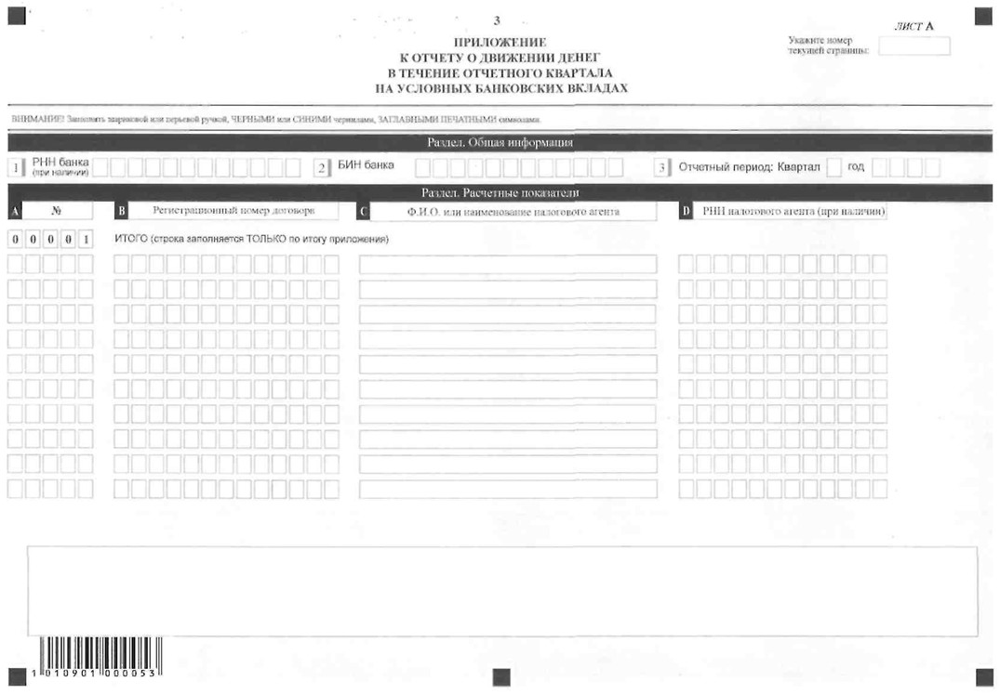 3
ЛИСТ А
ПРИЛОЖЕНИЕ
К ОТЧЕТУ О ДВИЖЕНИИ ДЕНЕГ
В ТЕЧЕНИЕ ОТЧЕТНОГО КВАРТАЛА
НА УСЛОВНЫХ БАНКОВСКИХ ВКЛАДАХ
Укажите номер
текущей страницы:
ВНИМАНИЕ! Заполнять шариковой или перьевой ручкой, ЧЕРНЫМИ или СИНИМИ чернилами, ЗАГЛАВНЫМИ ПЕЧАТНЫМИ символами.
Раздел. Общая информация
1 РНН банка
(при наличии)
2 БИН банка
3 Отчетный период: Квартал год
Раздел. Расчетные показатели
A № B Регистрационный номер договора C Ф.И.О. или наименование налогового агента D РНН налогового агента (при наличии)
0 0 0 0 1 ИТОГО (строка заполняется ТОЛЬКО по итогу приложения)
1 010901 000053